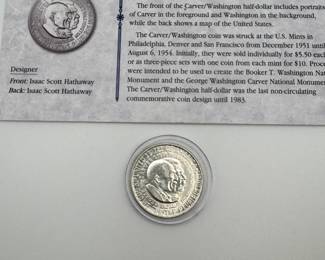 The front of the Carver/Washington half-dollar includes portraits
of Carver in the foreground and Washington in the background,
while the back shows a map of the United States.
The Carver/Washington coin was struck at the U.S. Mints in
Philadelphia, Denver and San Francisco from December 1951 until
August 6, 1954. Initially, they were sold individually for $5.50 each
or as three-piece sets with one coin from each mint for $10. Proce
were intended to create the Booker T. Washington Nat
Monument and the George Washington Carver National Monument.
The Carver/Washington half-dollar was the last non-circulating
commemorative coin design until 1983.
Designer
Front: Isaac Scott Hathaway
Back: Isaac Scott Hathaway